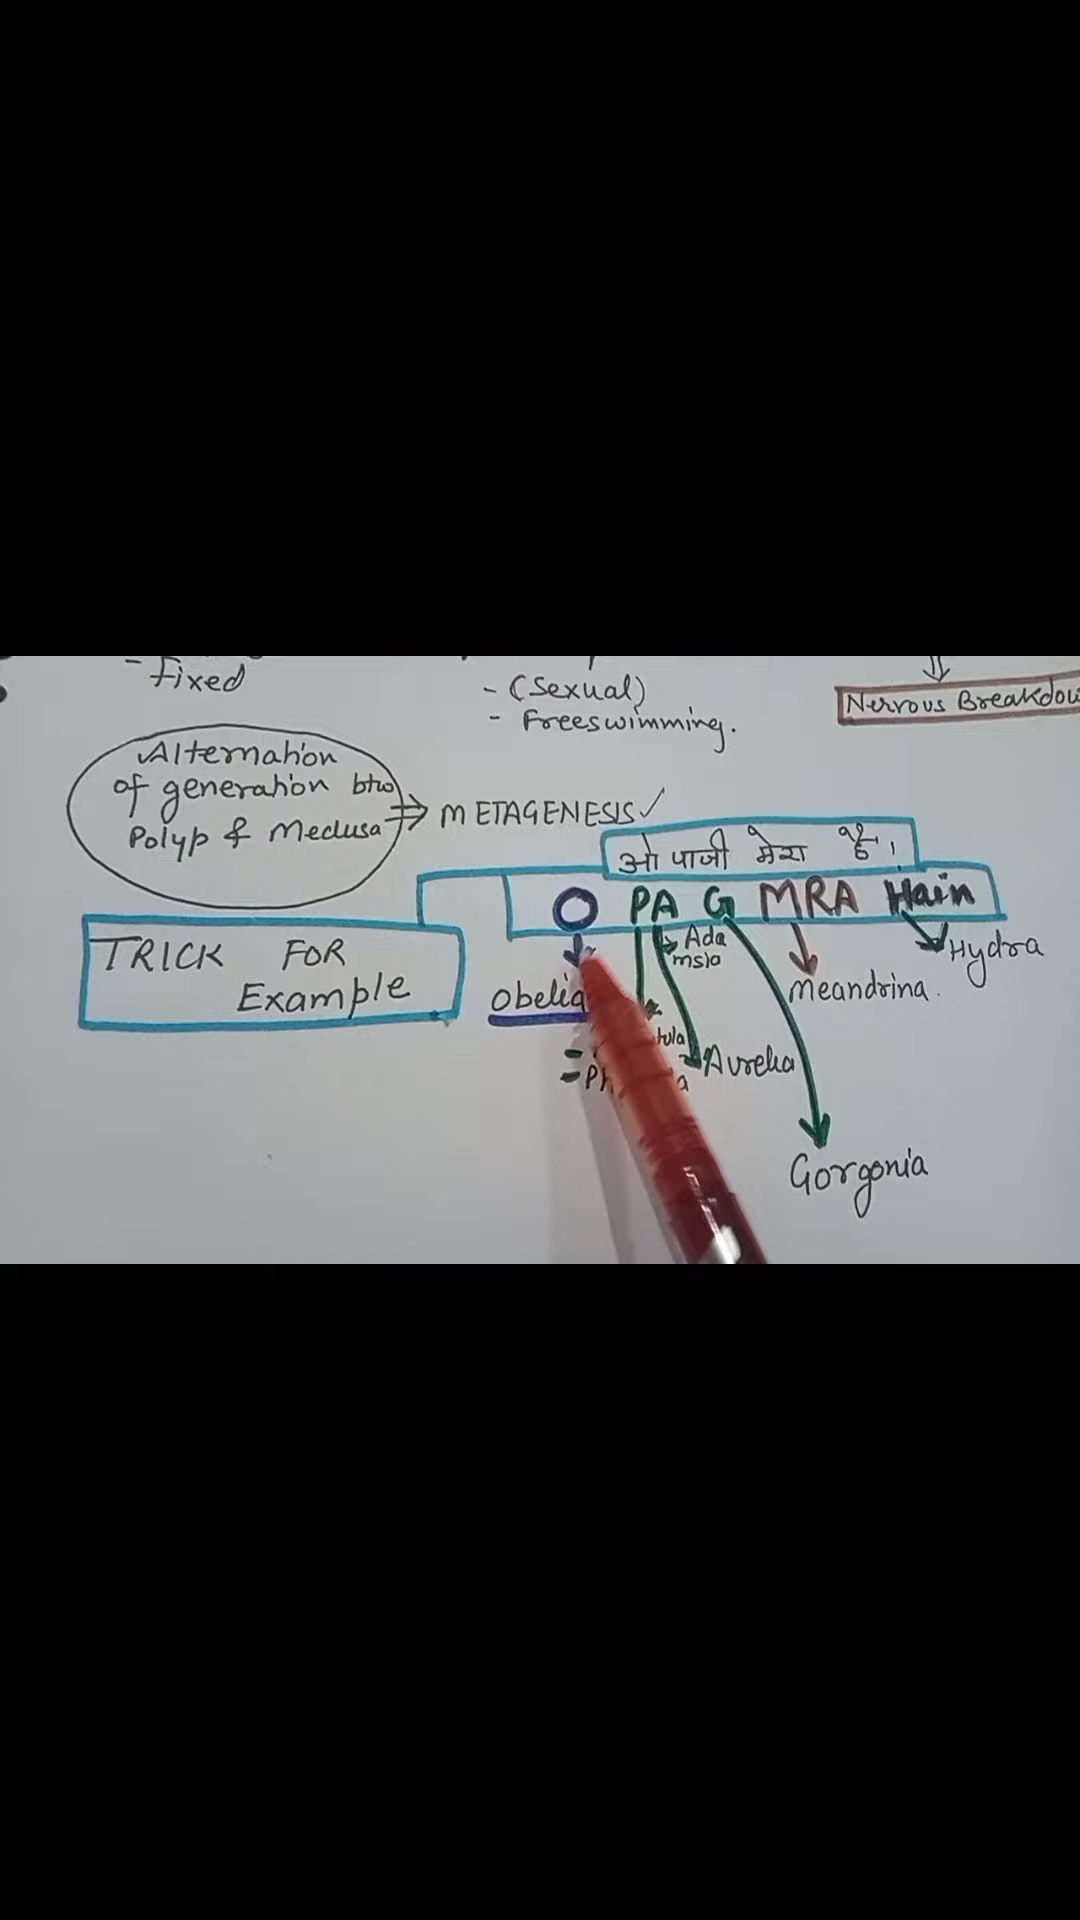 - Fixed
- (Sexual)
- Freeswimming.
Nervous Breakdow
Alternation
of generation btw
Polyp & Medusa
⇒ METAGENESIS ✓
ओ पाजी मेरा है।
O PA G MRA Hain
TRICK FOR
Example
Obelia
Ada
msia
Hydra
Meandrina.
Aurelia
Gorgonia